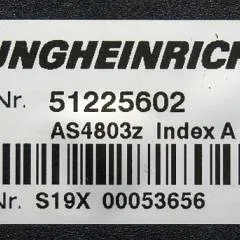 UNGHEINRICH
Nr. 51225602
AS4803z Index A
Nr. S19X 00053656